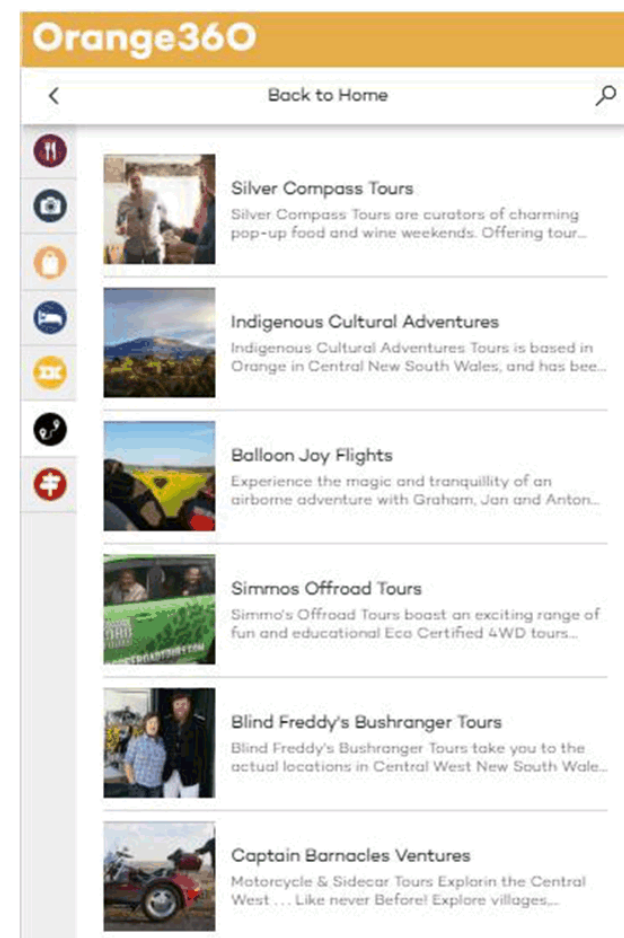 Orange360
Back to Home
Silver Compass Tours
Silver Compass Tours are curators of charming
pop-up food and wine weekends. Offering tour...
Indigenous Cultural Adventures
Indigenous Cultural Adventures Tours is based in
Orange in Central New South Wales, and has bee...
Balloon Joy Flights
Experience the magic and tranquillity of an
airborne adventure with Graham, Jan and Anton...
Simmos Offroad Tours
Simmo's Offroad Tours boast an exciting range of
fun and educational Eco Certified 4WD tours...
Blind Freddy's Bushranger Tours
Blind Freddy's Bushranger Tours take you to the
actual locations in Central West New South Wale...
Captain Barnacles Ventures
Motorcycle & Sidecar Tours Explorin the Central
West ... Like never Before! Explore villages,...